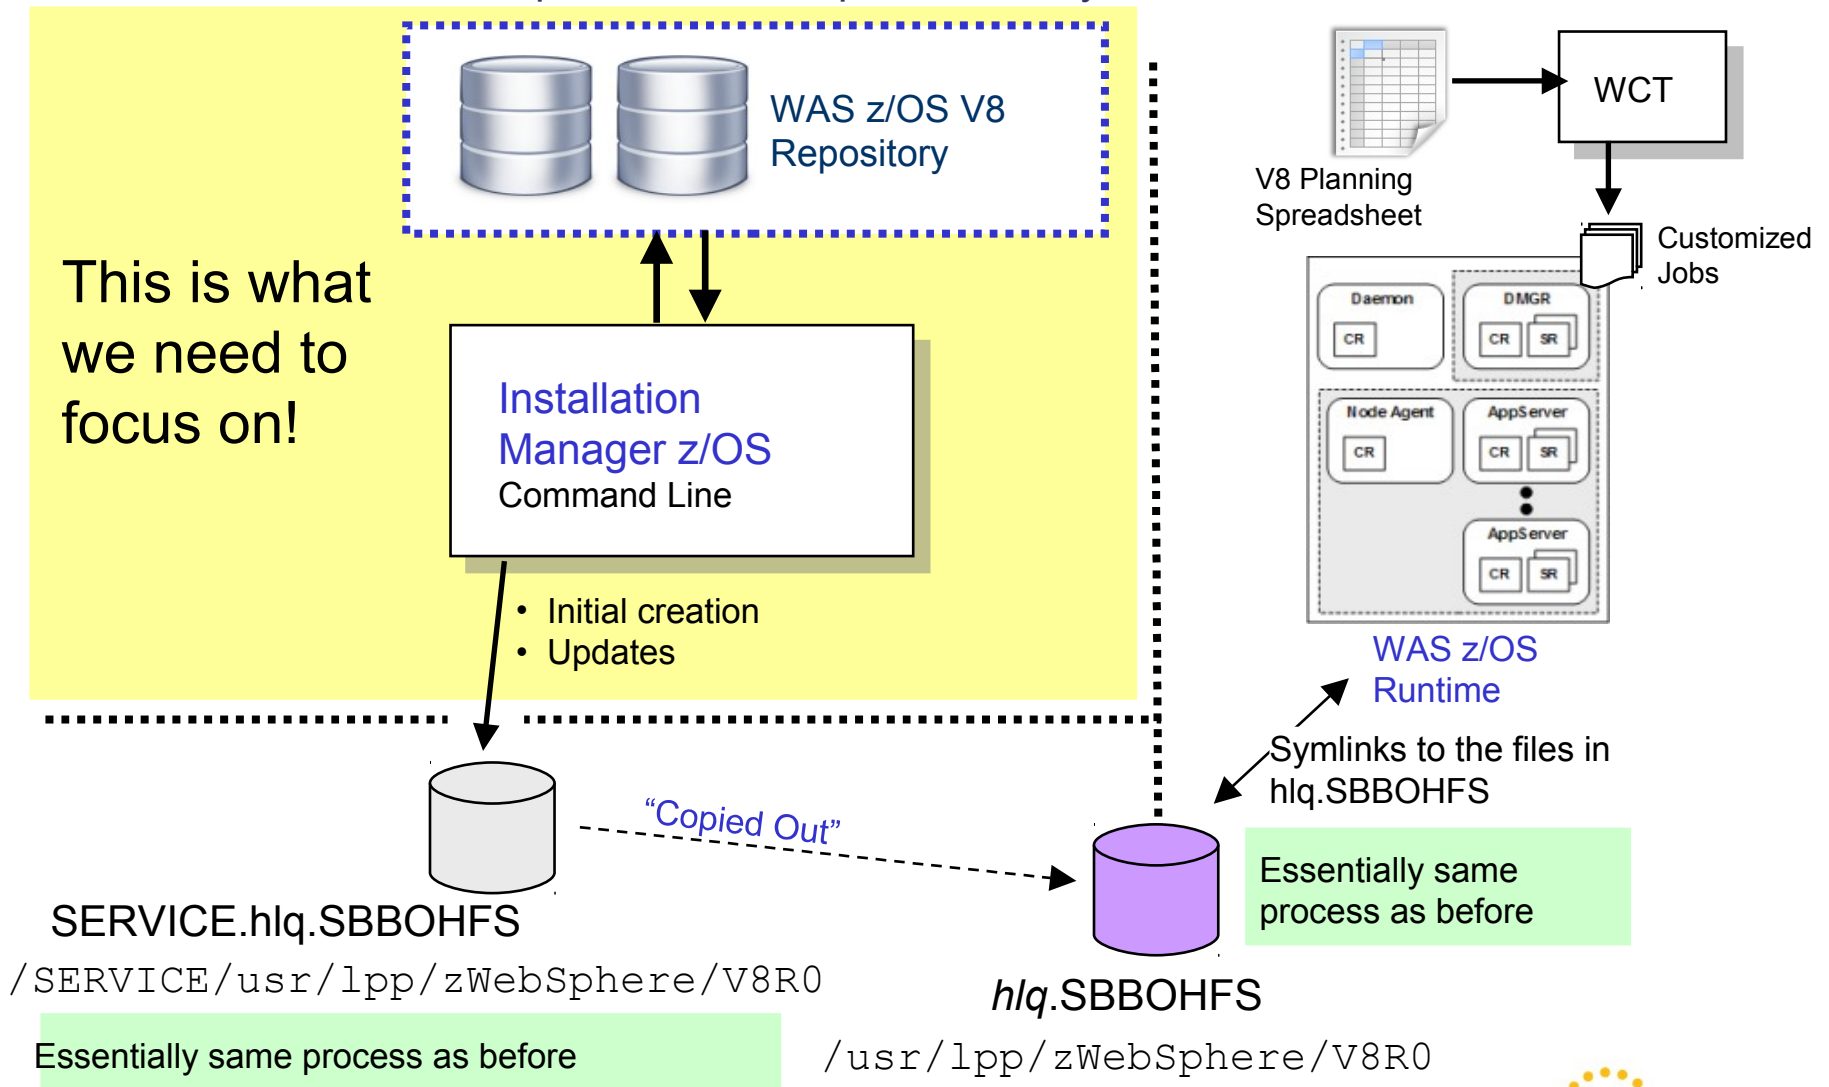 WAS z/OS V8
Repository
This is what
we need to
focus on!
Installation
Manager z/OS
Command Line
• Initial creation
• Updates
WCT
V8 Planning
Spreadsheet
Customized
Jobs
Daemon
CR
DMGR
CR SR
Node Agent
CR
AppServer
CR SR
AppServer
CR SR
WAS z/OS
Runtime
Symlinks to the files in
hlq.SBBOHFS
“Copied Out”
Essentially same
process as before
SERVICE.hlq.SBBOHFS
/SERVICE/usr/lpp/zWebSphere/V8R0
Essentially same process as before
hlq.SBBOHFS
/usr/lpp/zWebSphere/V8R0